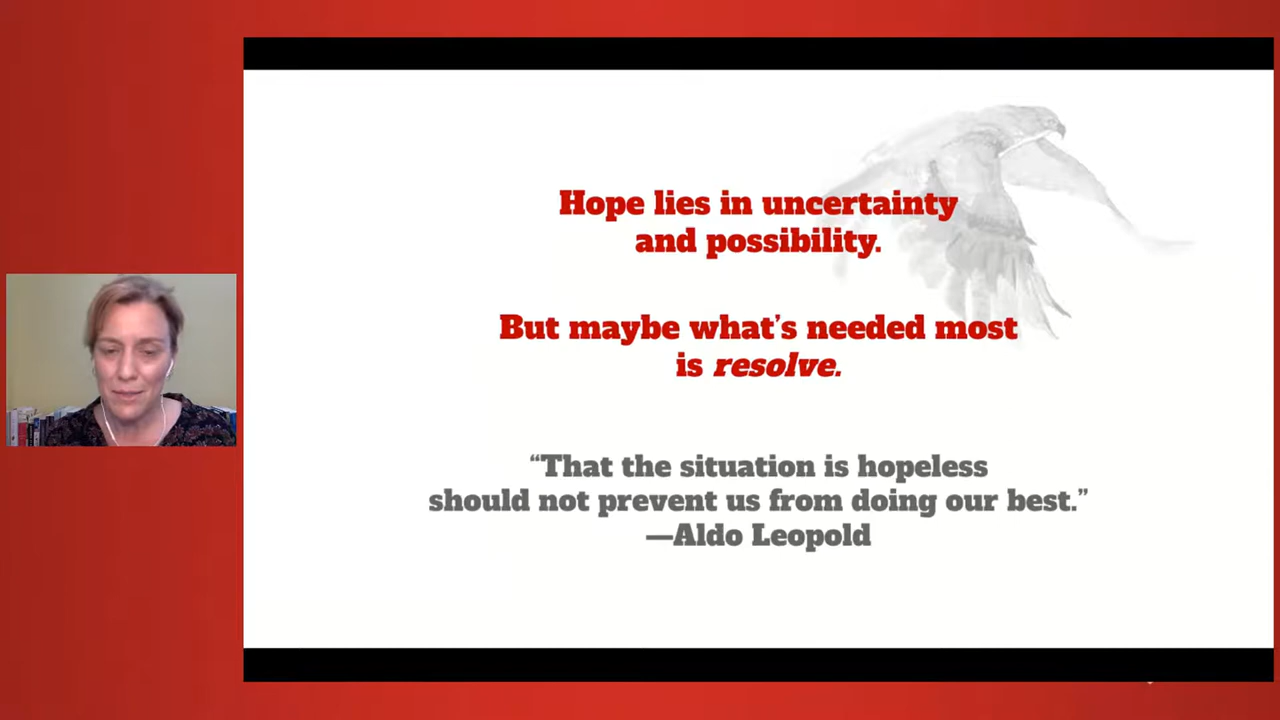 Hope lies in uncertainty
and possibility.
But maybe what’s needed most
is resolve.
“That the situation is hopeless
should not prevent us from doing our best.”
—Aldo Leopold